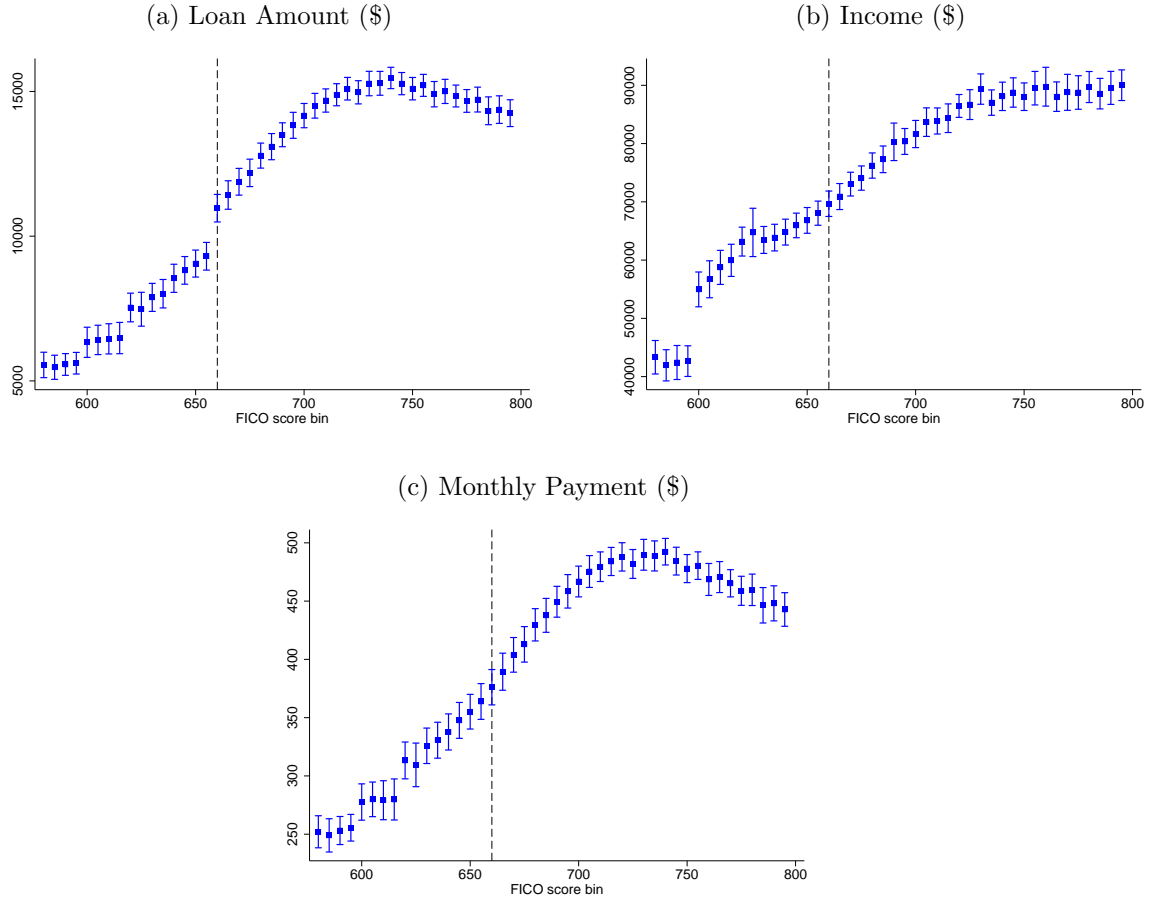 (a) Loan Amount ($)
15000
10000
5000
600 650 700 750 800
FICO score bin
(b) Income ($)
90000
80000
70000
60000
50000
40000
600 650 700 750 800
FICO score bin
(c) Monthly Payment ($)
500
450
400
350
300
250
600 650 700 750 800
FICO score bin